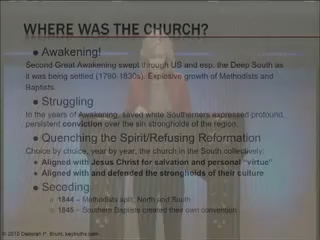 WHERE WAS THE CHURCH?
Awakening!
Second Great Awakening swept through US and esp. the Deep South as
it was being settled (1790-1830s). Explosive growth of Methodists and
Baptists.
Struggling
In the years of Awakening, saved white Southerners expressed profound,
persistent conviction over the sin strongholds of the region.
Quenching the Spirit/Refusing Reformation
Choice by choice, year by year, the church in the South collectively:
Aligned with Jesus Christ for salvation and personal "virtue"
Aligned with and defended the strongholds of their culture
Seceding
1844 – Methodists split, North and South
1845 – Southern Baptists created their own convention
© 2015 Deborah P. Brunt, keytruths.com